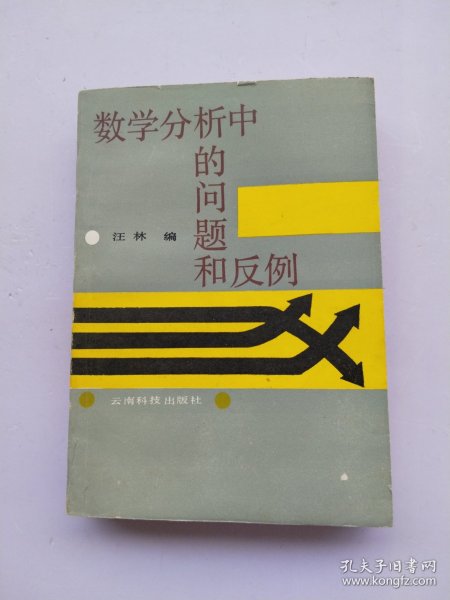 数学分析中
的
问
题
和反例
汪林 编
云南科技出版社
孔夫子旧书网
www.kongfz.com